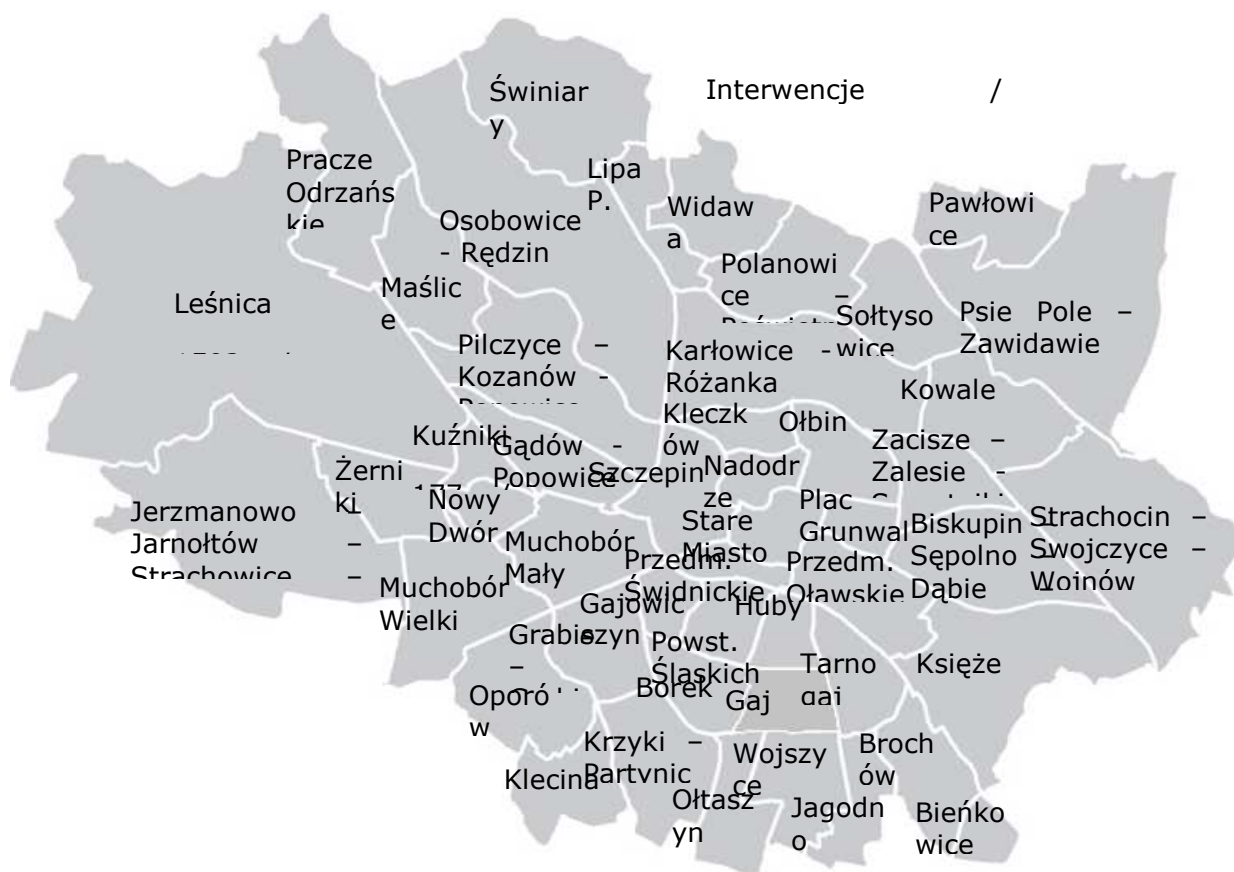 Świniar
y
Interwencje /
Pracze
Odrzańs
kie
Lipa
P.
Widaw
a
Pawłowi
ce
Osobowice
- Rędzin
Polanowi
ce –
Leśnica
Maślic
e
Sołtyso
wice
Psie Pole –
Zawidawie
Pilczyce –
Kozanów -
Karłowice -
Różanka
Kowale
Kleczk
ów
Ołbin
Kuźniki
Gądów -
Popowice
Zacisze –
Zalesie -
Żerni
ki
Szczepin
Nadodr
ze
Nowy
Dwór
Plac
Grunwal
Jerzmanowo
Jarnołtów –
Strachowice –
Stare
Miasto
Biskupin –
Sępolno –
Dąbie
Strachocin –
Swojczyce –
Wojnów
Muchobór
Mały
Przedm.
Świdnickie
Przedm.
Oławskie
Muchobór
Wielki
Gajowic
e
Huby
Grabiszyn
–
Powst.
Śląskich
Tarno
gaj
Księże
Oporó
w
Borek
Gaj
Krzyki –
Partynic
Wojszy
ce
Broch
ów
Klecina
Ołtasz
yn
Jagodn
o
Bieńko
wice